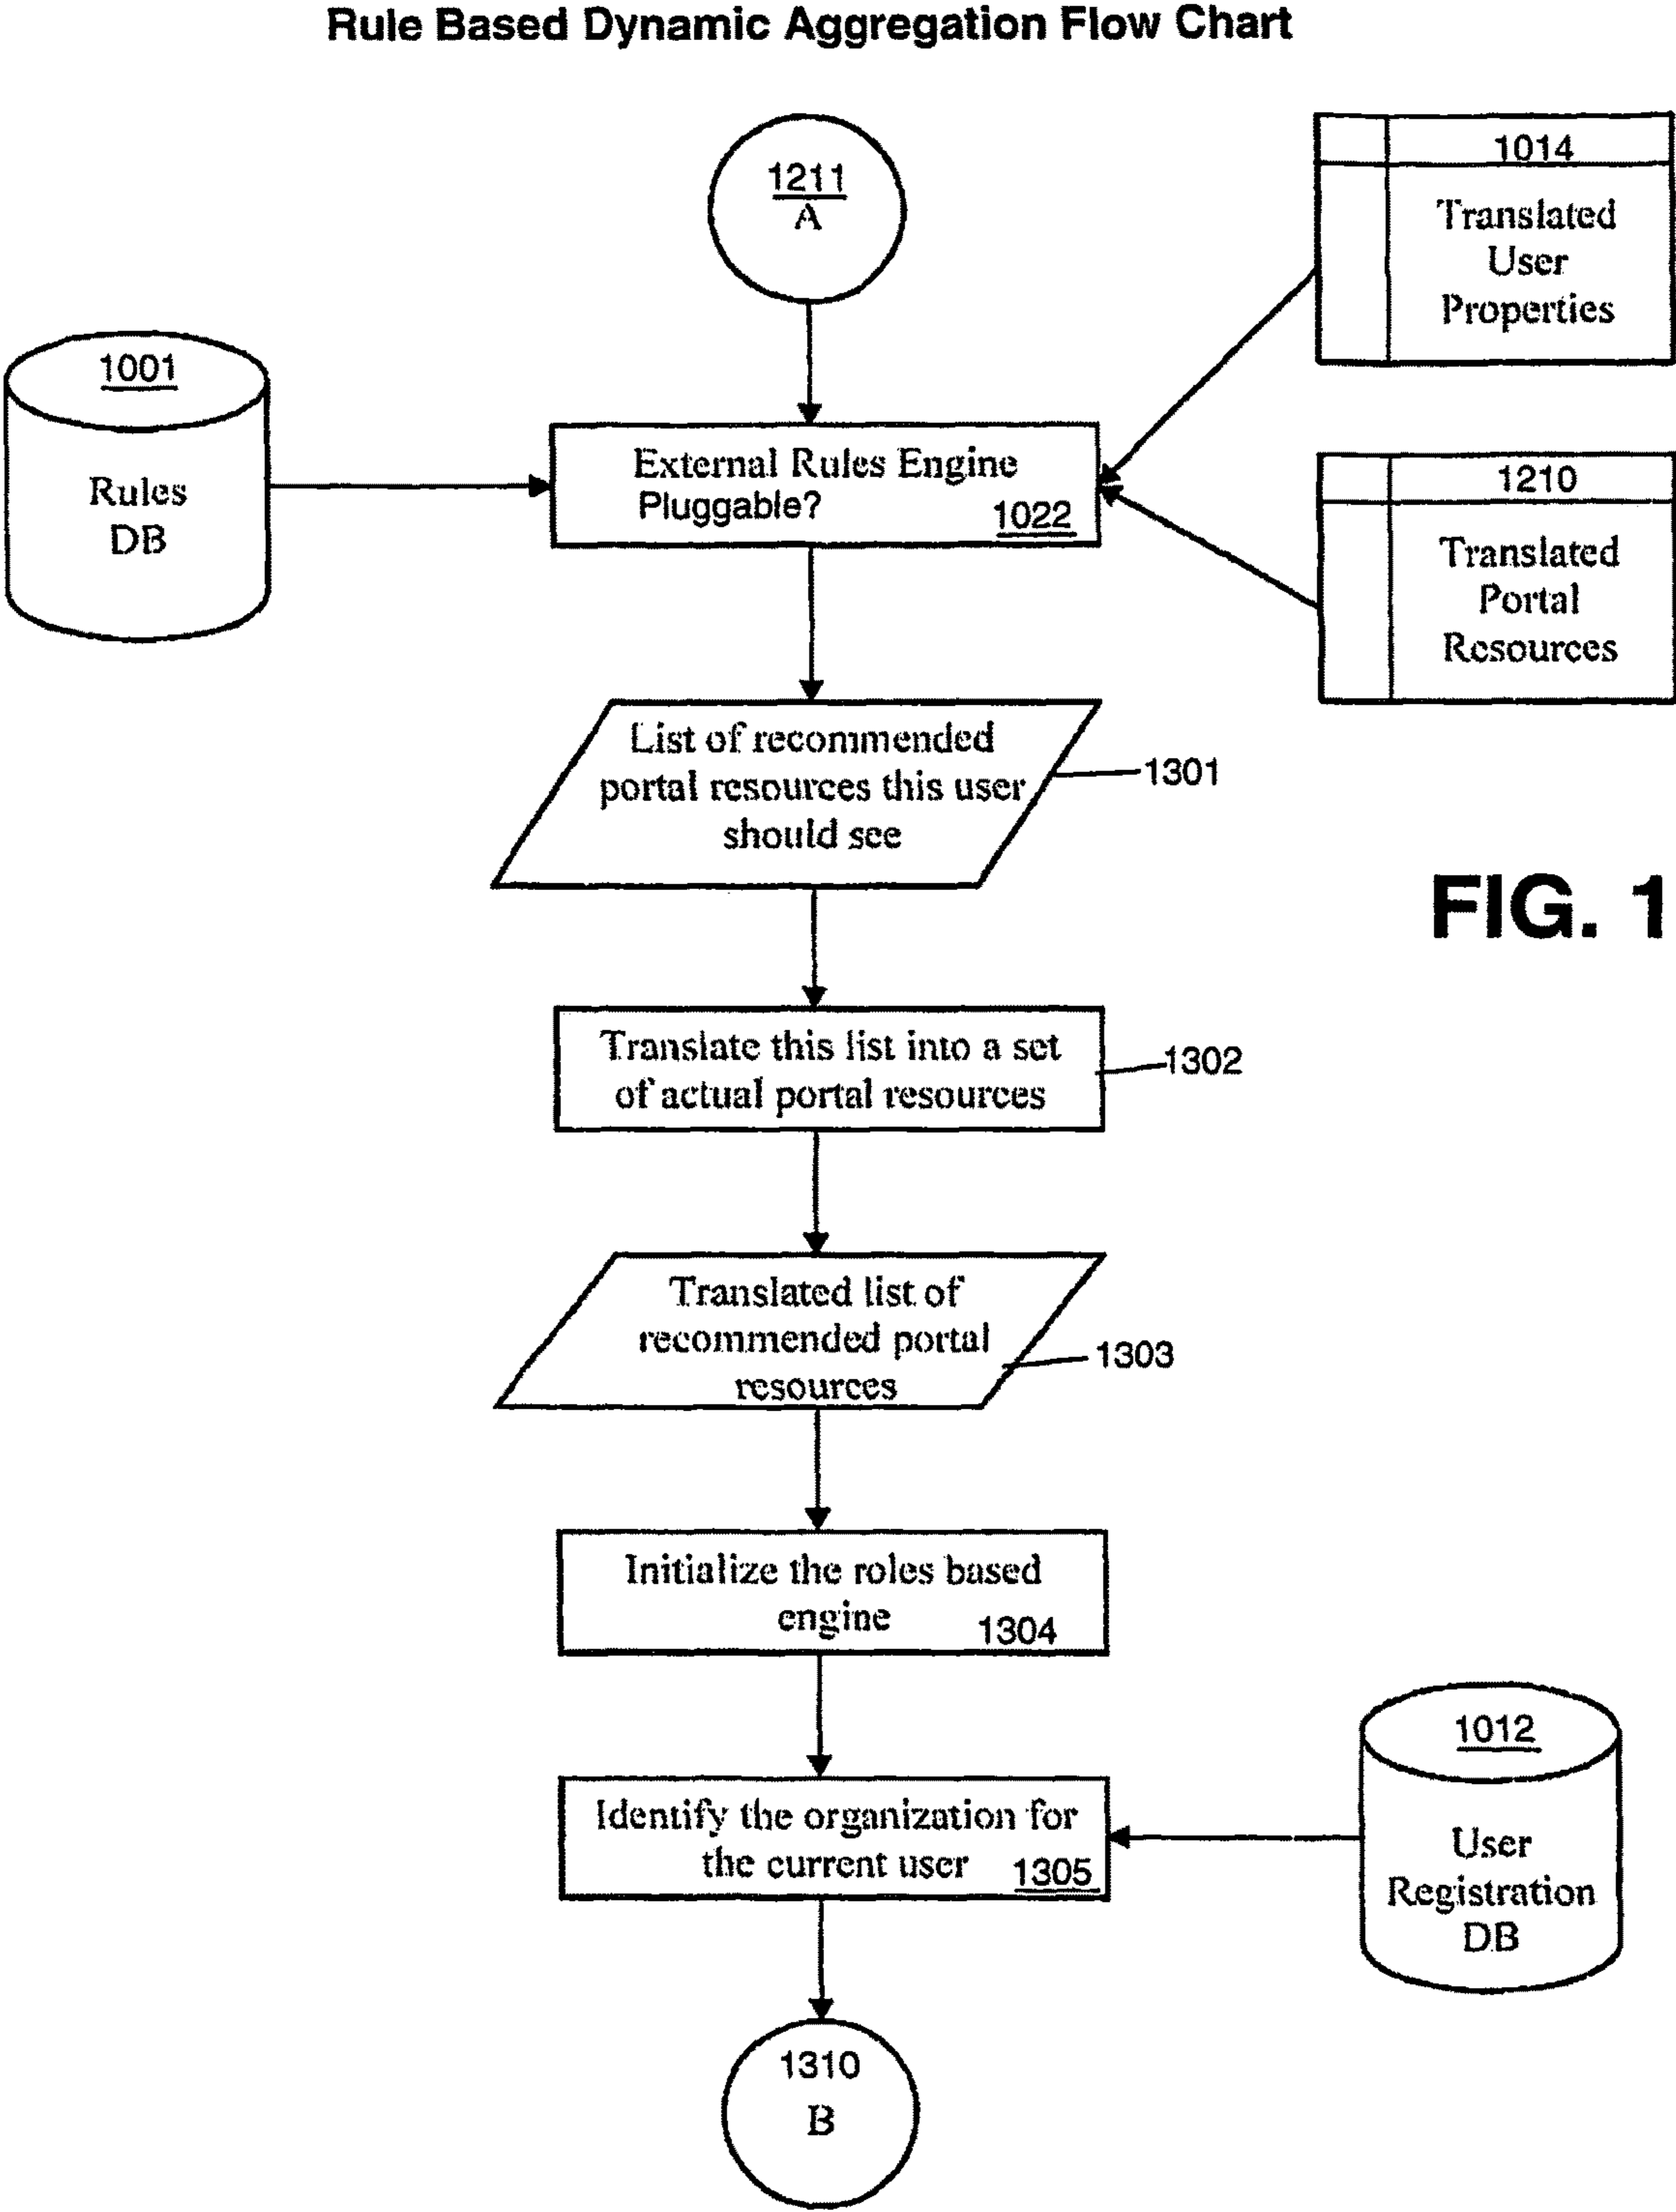 Rule Based Dynamic Aggregation Flow Chart
1211
A
1014
Translated
User
Properties
1001
Rules
DB
External Rules Engine
Pluggable?
1022
1210
Translated
Portal
Resources
List of recommended
portal resources this user
should see
1301
FIG. 1
Translate this list into a set
of actual portal resources
1302
Translated list of
recommended portal
resources
1303
Initialize the roles based
engine
1304
Identify the organization for
the current user
1305
1012
User
Registration
DB
1310
B